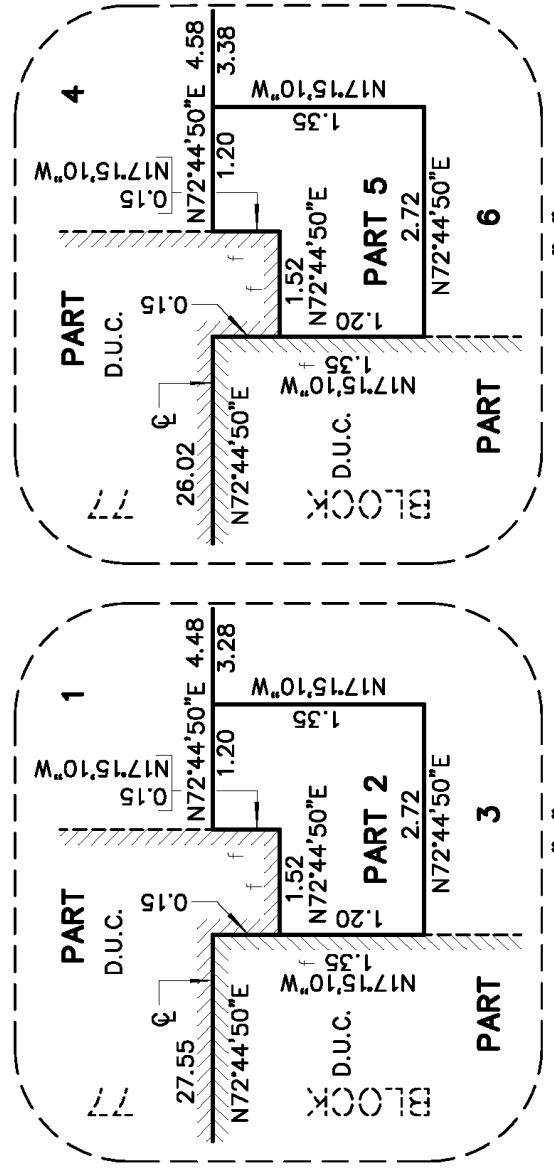 77
BLOCK
PART
D.U.C.
27.55
N72°44'50"E
℄
D.U.C.
PART
1
N17°15'10"W
0.15
0.15
N72°44'50"E 4.48
1.20
3.28
1.52
N72°44'50"E
N17°15'10"W
1.35
1.20
PART 2
1.35
N17°15'10"W
2.72
N72°44'50"E
3
77
BLOCK
PART
D.U.C.
26.02
N72°44'50"E
℄
D.U.C.
PART
4
N17°15'10"W
0.15
0.15
N72°44'50"E 4.58
1.20
3.38
1.52
N72°44'50"E
N17°15'10"W
1.35
1.20
PART 5
1.35
N17°15'10"W
2.72
N72°44'50"E
6